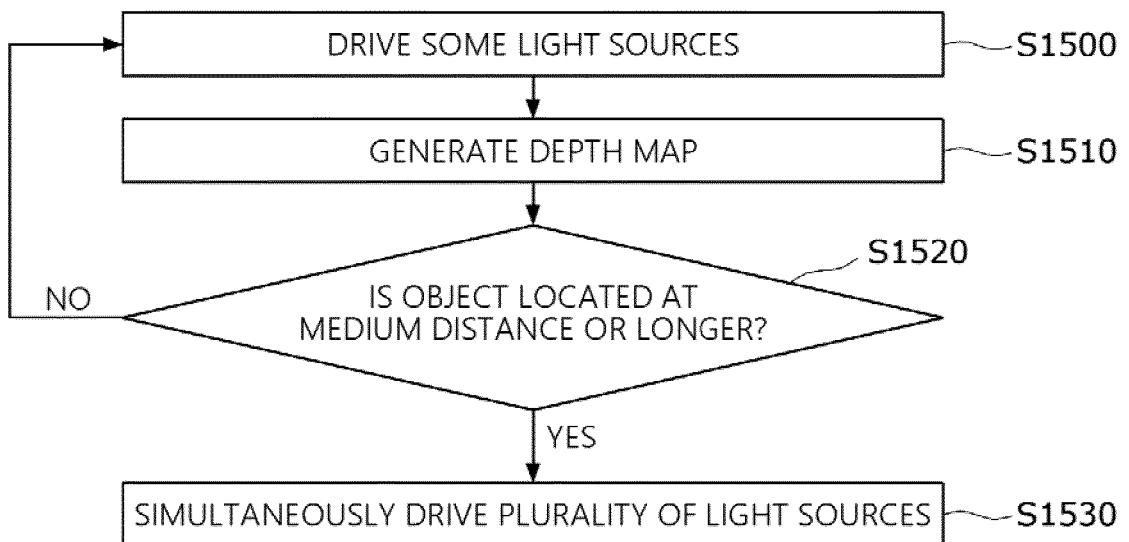 DRIVE SOME LIGHT SOURCES
S1500
GENERATE DEPTH MAP
S1510
S1520
IS OBJECT LOCATED AT
MEDIUM DISTANCE OR LONGER?
NO
YES
SIMULTANEOUSLY DRIVE PLURALITY OF LIGHT SOURCES
S1530